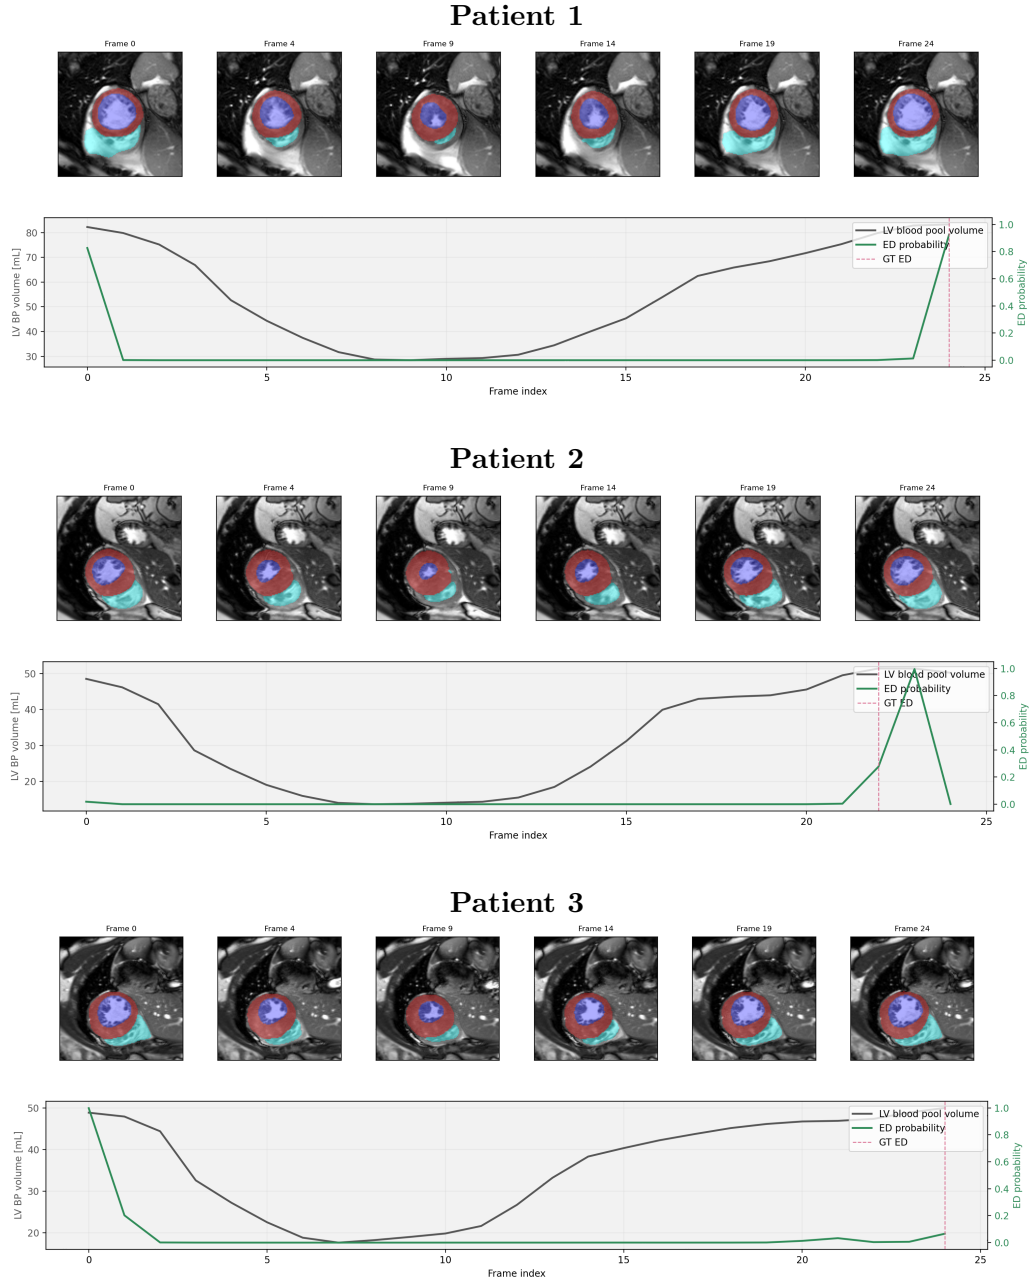 Patient 1
Frame 0 Frame 4 Frame 9 Frame 14 Frame 19 Frame 24
LV BP volume [mL]
80
70
60
50
40
30
LV blood pool volume
ED probability
GT ED
1.0
0.8
0.6
0.4
0.2
0.0
ED probability
0 5 10 15 20 25
Frame index
Patient 2
Frame 0 Frame 4 Frame 9 Frame 14 Frame 19 Frame 24
LV BP volume [mL]
50
40
30
20
LV blood pool volume
ED probability
GT ED
1.0
0.8
0.6
0.4
0.2
0.0
ED probability
0 5 10 15 20 25
Frame index
Patient 3
Frame 0 Frame 4 Frame 9 Frame 14 Frame 19 Frame 24
LV BP volume [mL]
50
40
30
20
LV blood pool volume
ED probability
GT ED
1.0
0.8
0.6
0.4
0.2
0.0
ED probability
0 5 10 15 20 25
Frame index